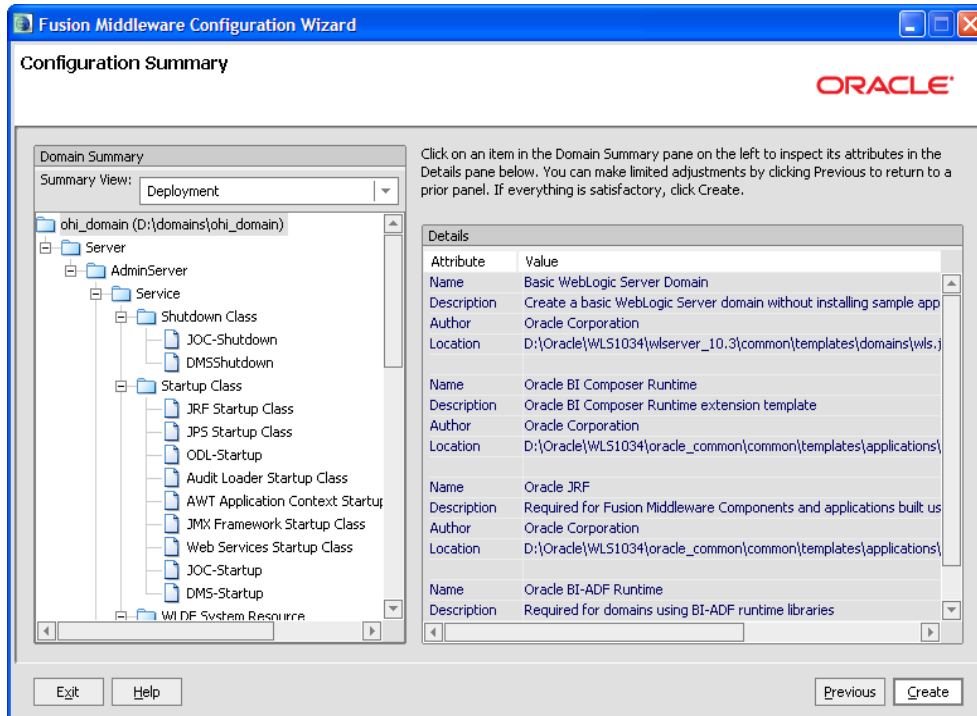 Fusion Middleware Configuration Wizard
Configuration Summary
ORACLE
Domain Summary
Summary View:
Deployment
ohi_domain (D:\domains\ohi_domain)
Server
AdminServer
Service
Shutdown Class
JOC-Shutdown
DMSShutdown
Startup Class
JRF Startup Class
JPS Startup Class
ODL-Startup
Audit Loader Startup Class
AWT Application Context Startup
JMX Framework Startup Class
Web Services Startup Class
JOC-Startup
DMS-Startup
WLDF System Resource
Click on an item in the Domain Summary pane on the left to inspect its attributes in the
Details pane below. You can make limited adjustments by clicking Previous to return to a
prior panel. If everything is satisfactory, click Create.
Details
Attribute Value
Name Basic WebLogic Server Domain
Description Create a basic WebLogic Server domain without installing sample app
Author Oracle Corporation
Location D:\Oracle\WLS1034\wlserver_10.3\common\templates\domains\wls.j
Name Oracle BI Composer Runtime
Description Oracle BI Composer Runtime extension template
Author Oracle Corporation
Location D:\Oracle\WLS1034\oracle_common\common\templates\applications\
Name Oracle JRF
Description Required for Fusion Middleware Components and applications built us
Author Oracle Corporation
Location D:\Oracle\WLS1034\oracle_common\common\templates\applications\
Name Oracle BI-ADF Runtime
Description Required for domains using BI-ADF runtime libraries
Exit Help Previous Create